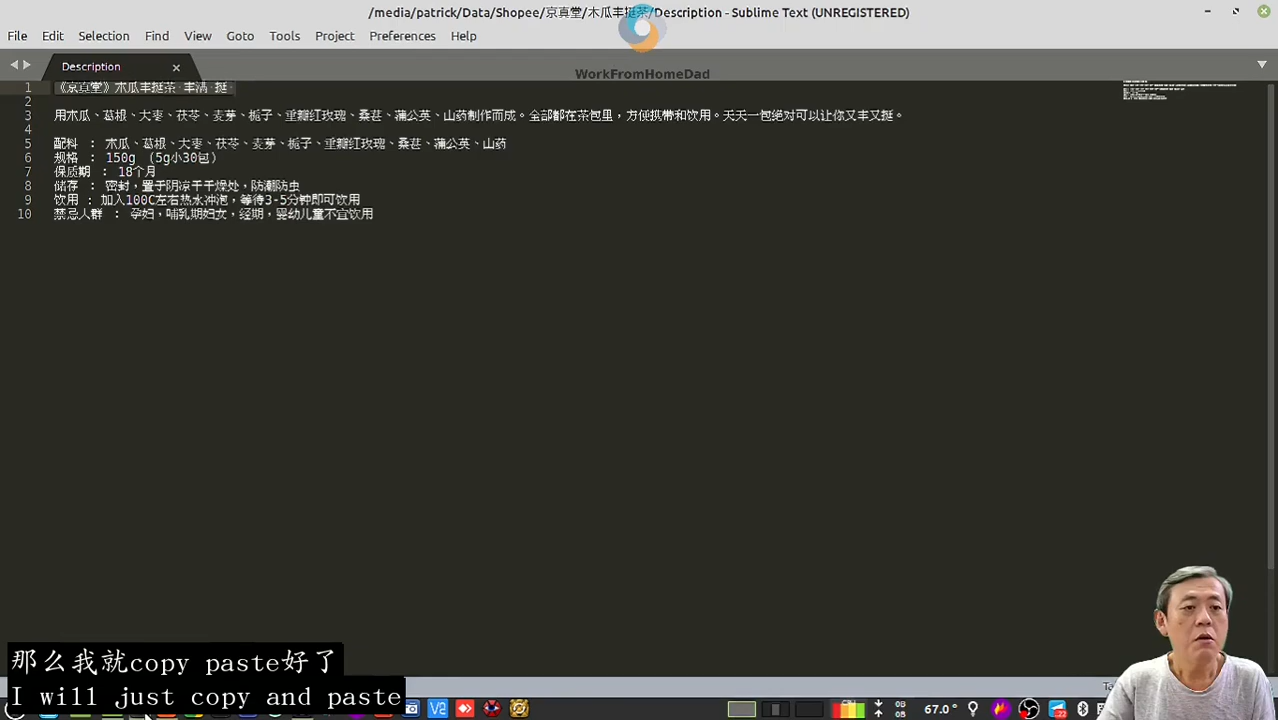 /media/patrick/Data/Shopee/京真堂/木瓜丰挺茶/Description - Sublime Text (UNREGISTERED)
File Edit Selection Find View Goto Tools Project Preferences Help
WorkFromHomeDad
Description ×
1 《京真堂》木瓜丰挺茶 丰满 挺
2
3 用木瓜、葛根、大枣、茯苓、麦芽、栀子、重瓣红玫瑰、桑葚、蒲公英、山药制作而成。全部都在茶包里，方便携带和饮用。天天一包绝对可以让你又丰又挺。
4
5 配料 : 木瓜、葛根、大枣、茯苓、麦芽、栀子、重瓣红玫瑰、桑葚、蒲公英、山药
6 规格 : 150g （5g小30包）
7 保质期 : 18个月
8 储存 : 密封，置于阴凉干干燥处，防潮防虫
9 饮用 : 加入100C左右热水冲泡，等待3-5分钟即可饮用
10 禁忌人群 : 孕妇，哺乳期妇女，经期，婴幼儿童不宜饮用
那么我就copy paste好了
I will just copy and paste
V2
67.0°